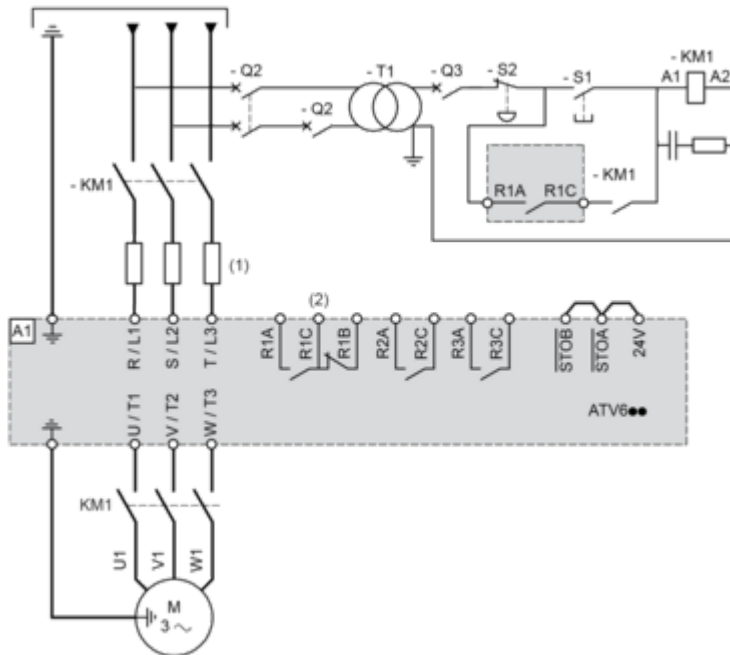 - Q2
- T1
- Q3
- S2
- S1
- KM1
A1
A2
- Q2
- KM1
R1A
R1C
- KM1
(1)
(2)
A1
R / L1
S / L2
T / L3
R1A
R1C
R1B
R2A
R2C
R3A
R3C
STOB
STOA
24V
U / T1
V / T2
W / T3
ATV6●●
KM1
U1
V1
W1
M
3 ~